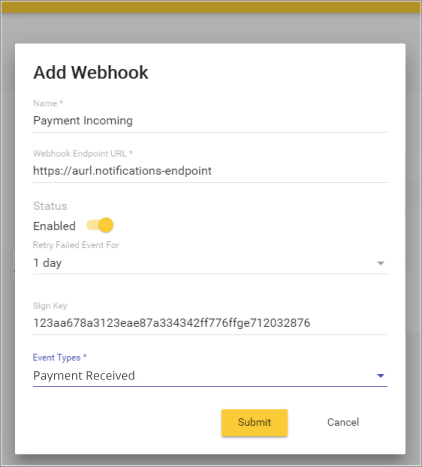 Add Webhook
Name *
Payment Incoming
Webhook Endpoint URL *
https://aurl.notifications-endpoint
Status
Enabled
Retry Failed Event For
1 day
Sign Key
123aa678a3123eae87a334342ff776ffge712032876
Event Types *
Payment Received
Submit Cancel